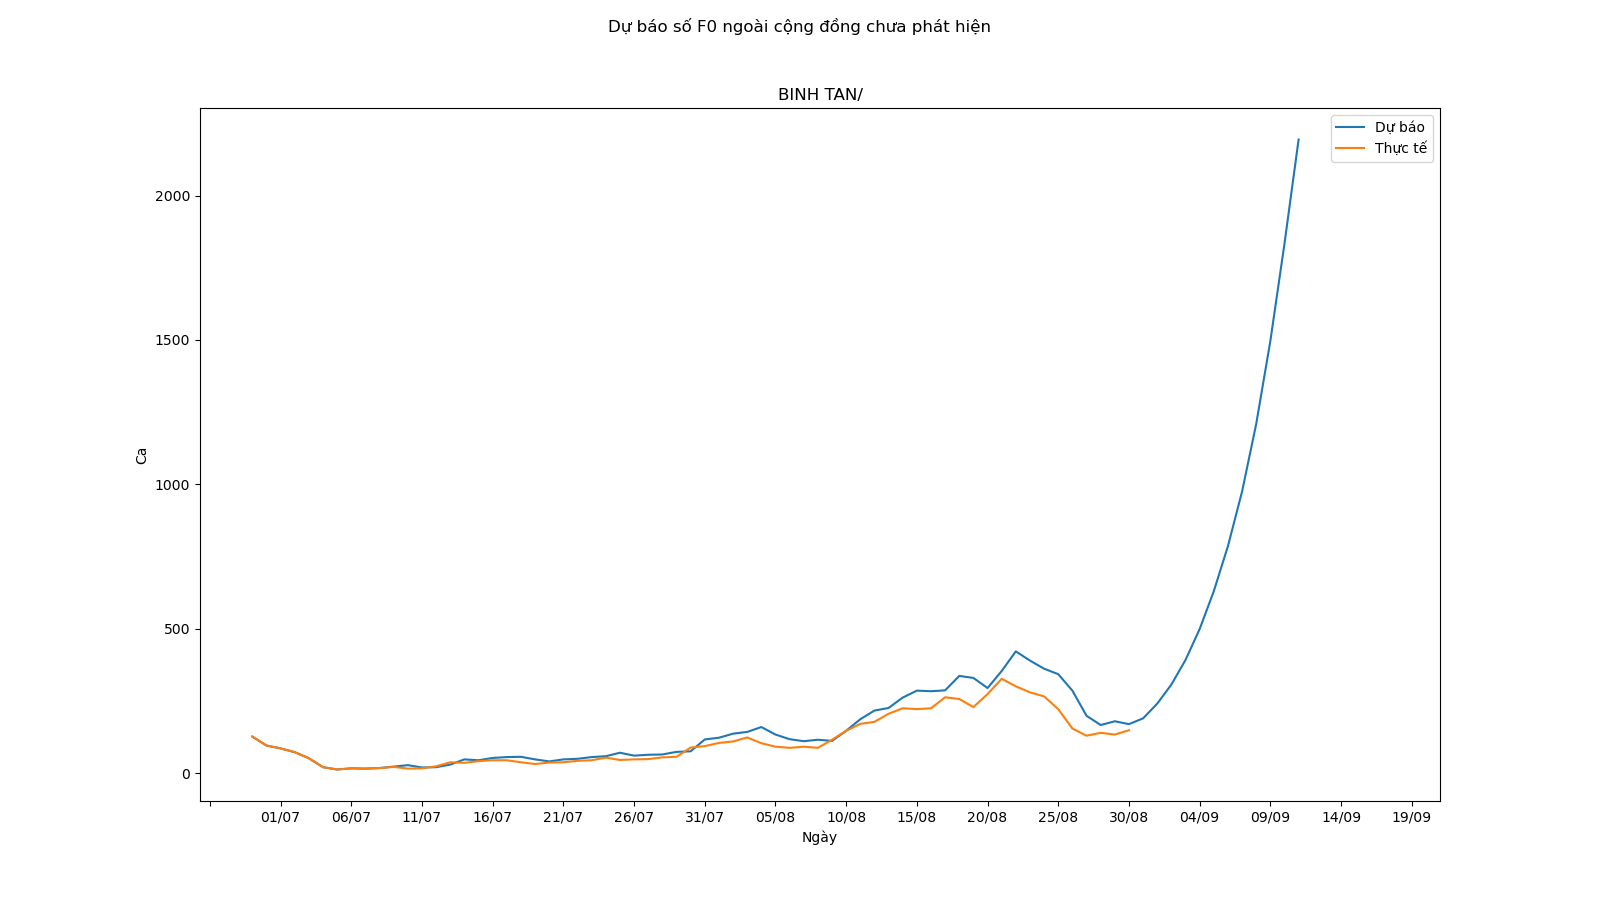 Dự báo số F0 ngoài cộng đồng chưa phát hiện
BINH TAN/
Dự báo
Thực tế
2000
1500
1000
500
0
Ca
01/07 06/07 11/07 16/07 21/07 26/07 31/07 05/08 10/08 15/08 20/08 25/08 30/08 04/09 09/09 14/09 19/09
Ngày